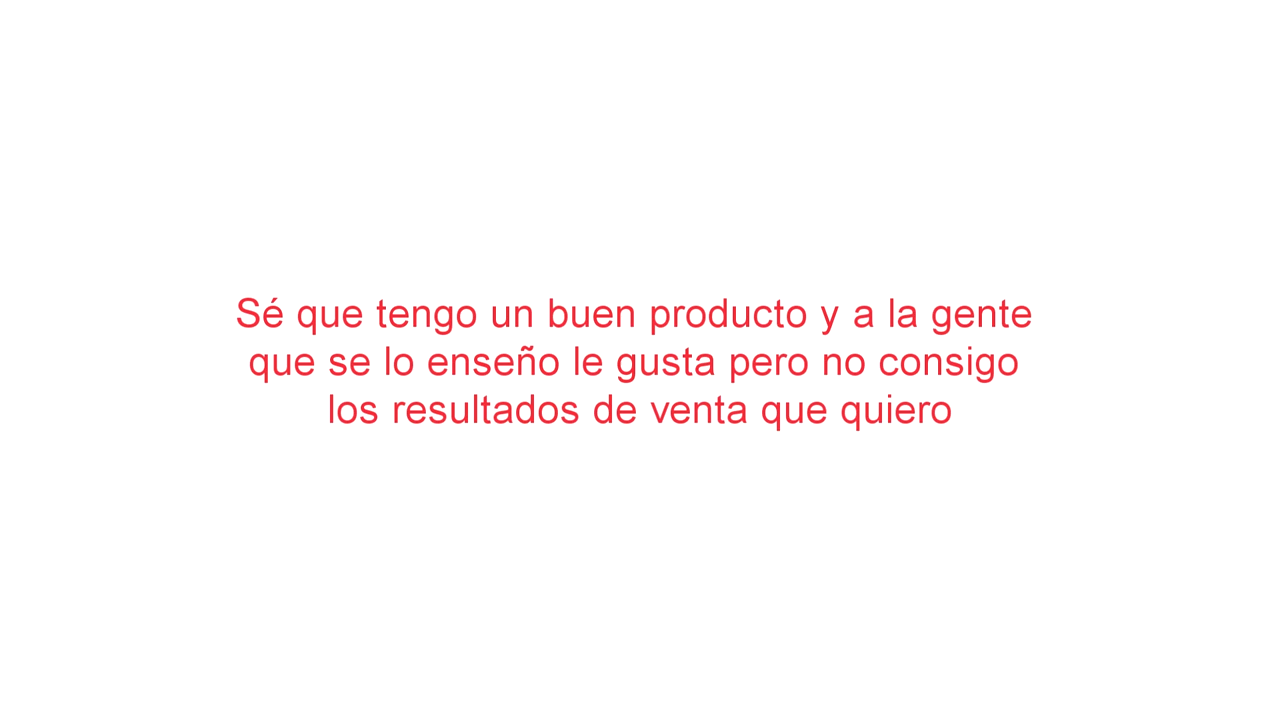 Sé que tengo un buen producto y a la gente
que se lo enseño le gusta pero no consigo
los resultados de venta que quiero